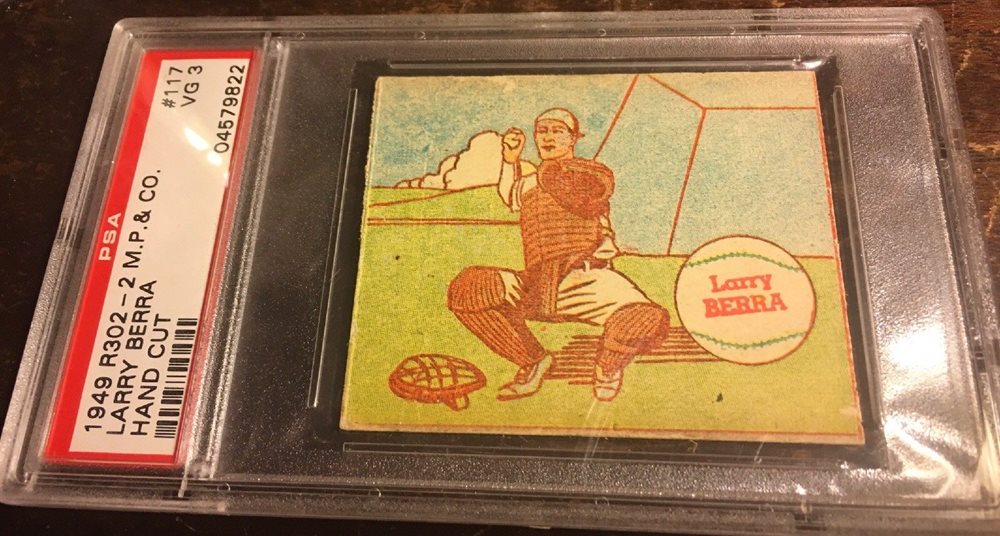 1949 R302-2 M.P.& CO.
#117
LARRY BERRA
VG 3
HAND CUT
PSA
04579822
Larry
BERRA